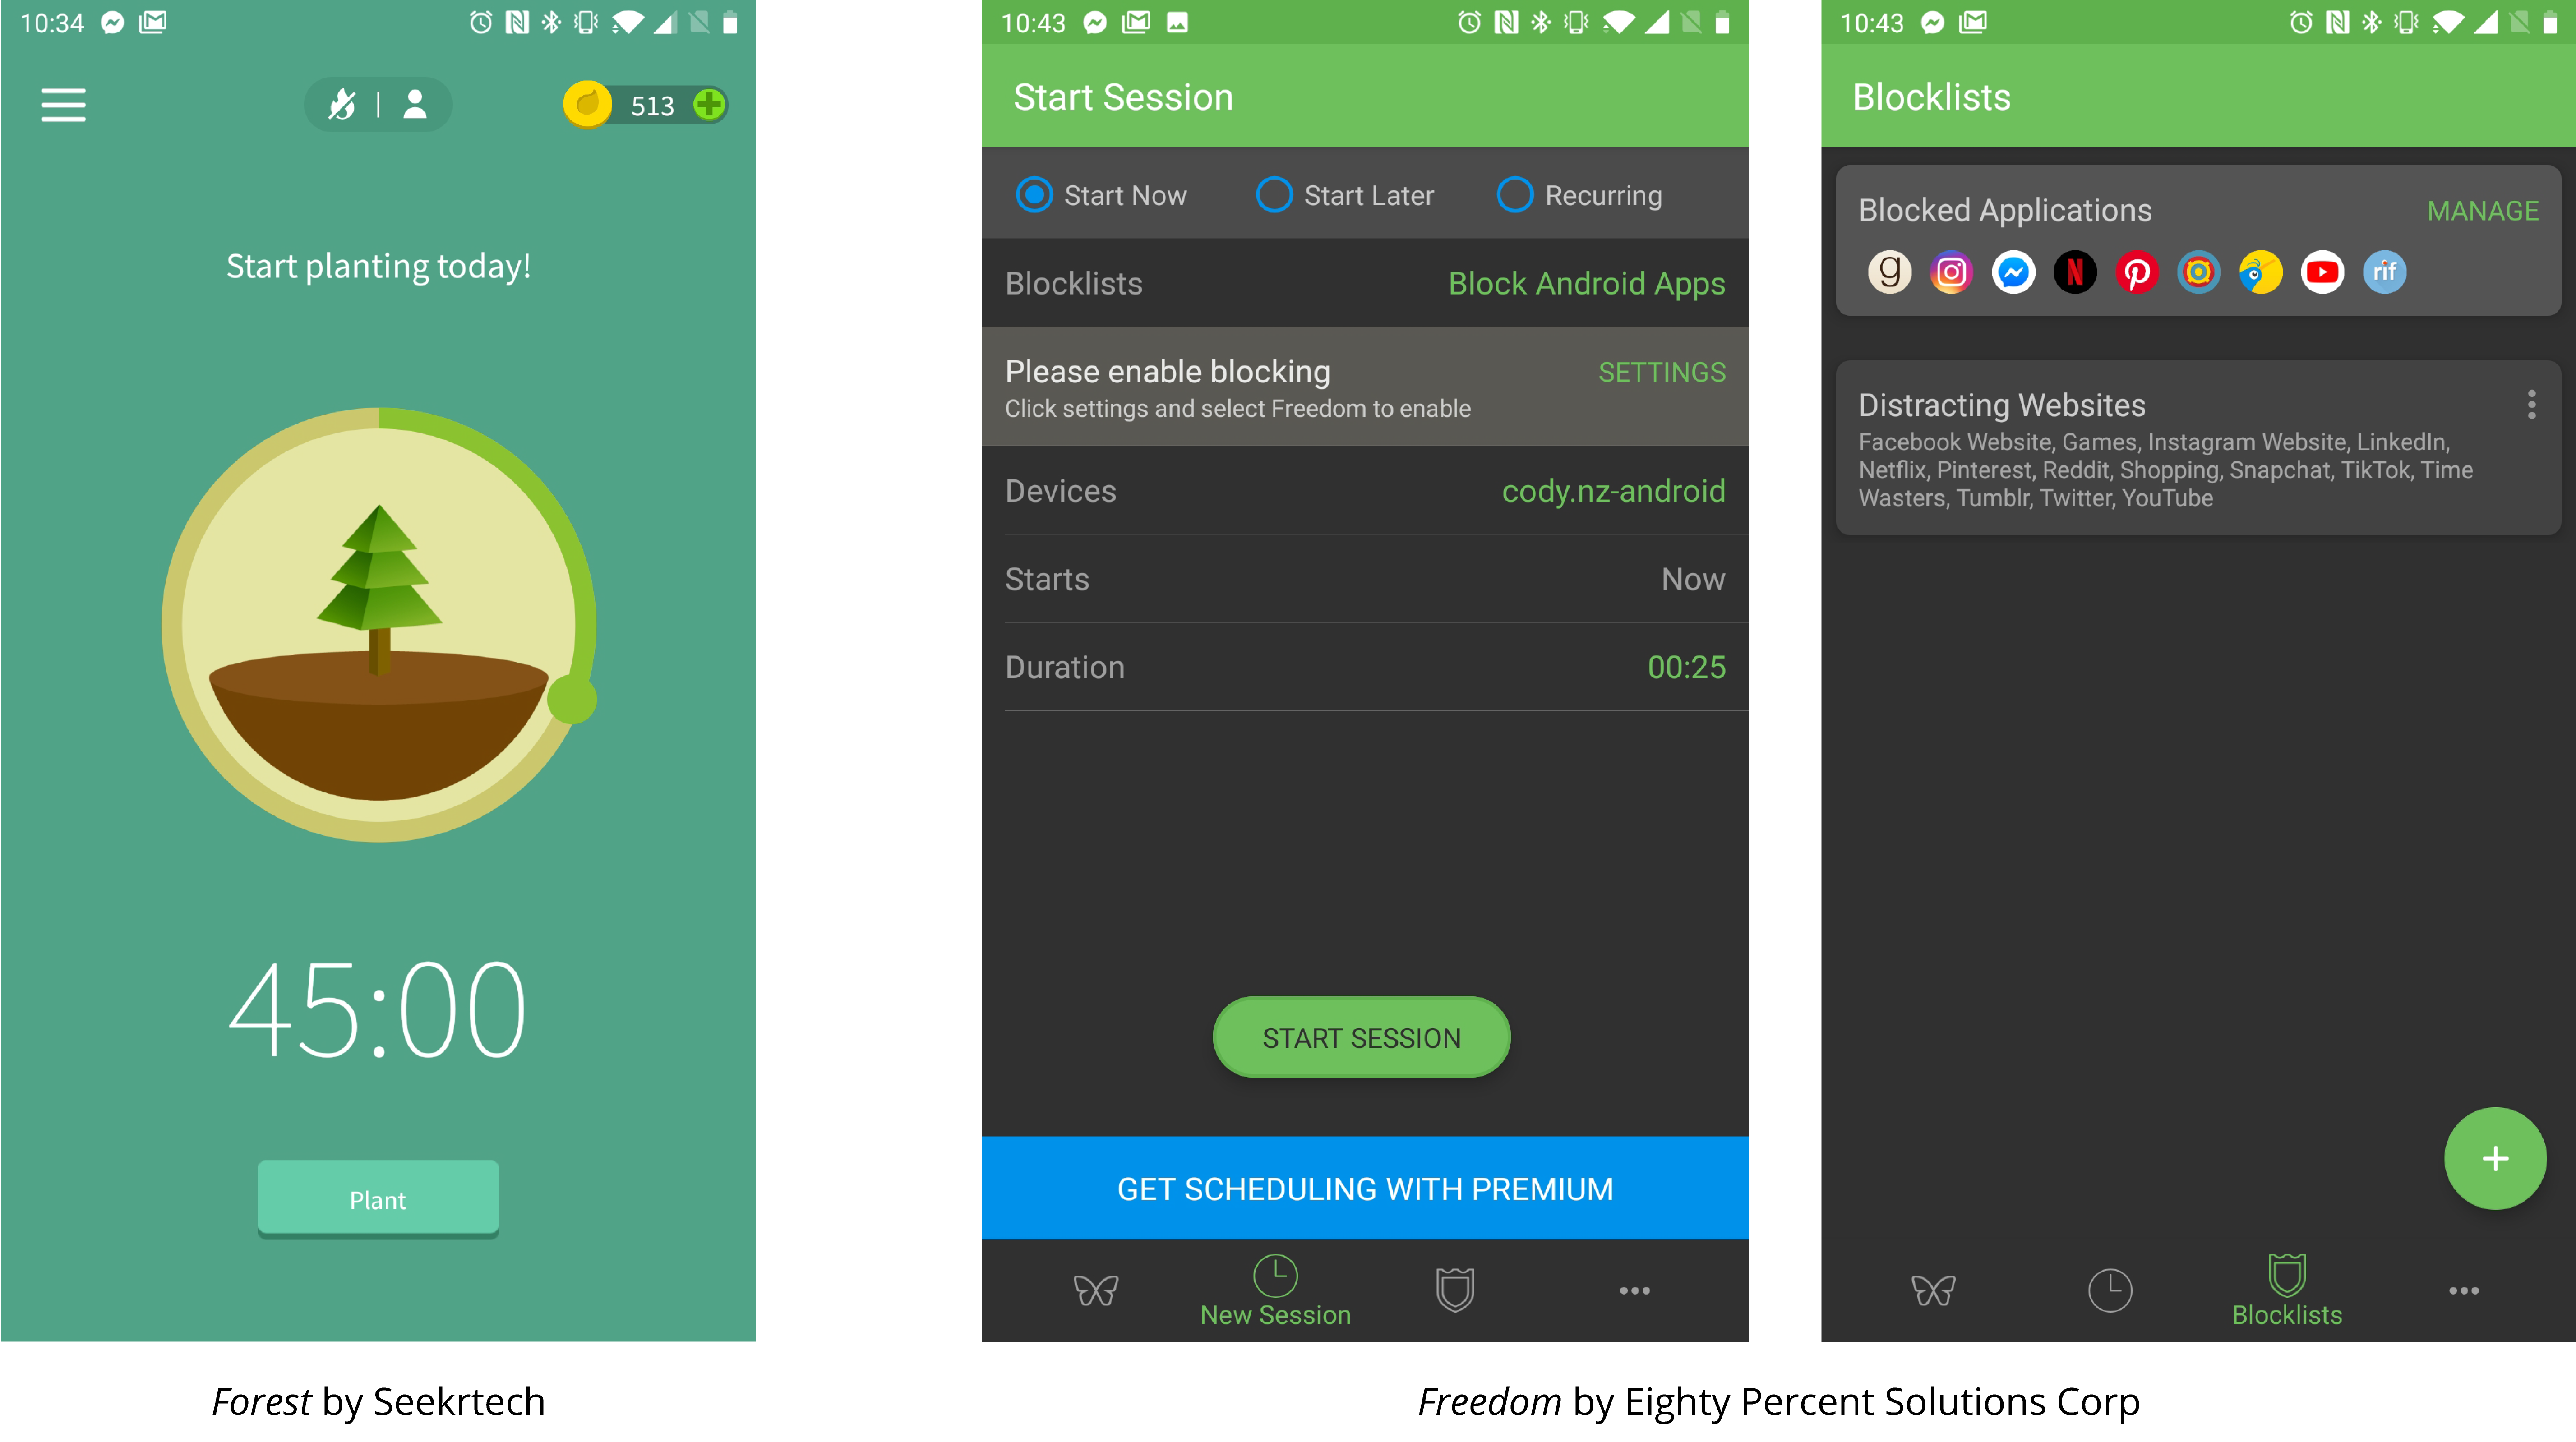 10:34
513
Start planting today!
45:00
Plant
Forest by Seekrtech
10:43
Start Session
Start Now
Start Later
Recurring
Blocklists
Block Android Apps
Please enable blocking
SETTINGS
Click settings and select Freedom to enable
Devices
cody.nz-android
Starts
Now
Duration
00:25
START SESSION
GET SCHEDULING WITH PREMIUM
New Session
10:43
Blocklists
Blocked Applications
MANAGE
g
N
rif
Distracting Websites
Facebook Website, Games, Instagram Website, LinkedIn,
Netflix, Pinterest, Reddit, Shopping, Snapchat, TikTok, Time
Wasters, Tumblr, Twitter, YouTube
Blocklists
Freedom by Eighty Percent Solutions Corp